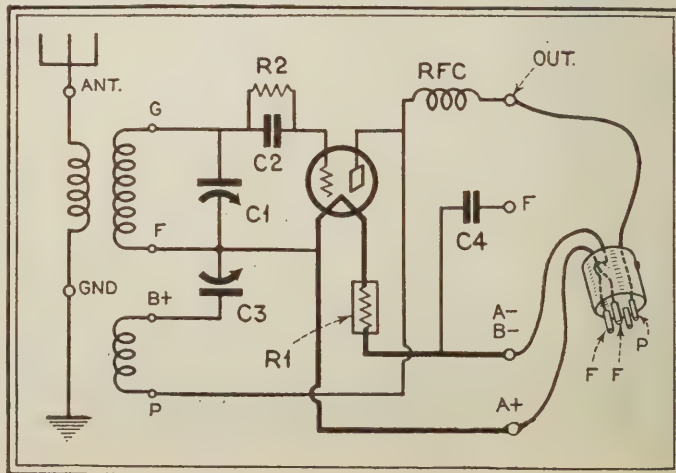 ANT.
G
R2
RFC
OUT.
C2
C1
F
C4
F
GND
B+
C3
R1
A-
B-
P
F
F
P
A+